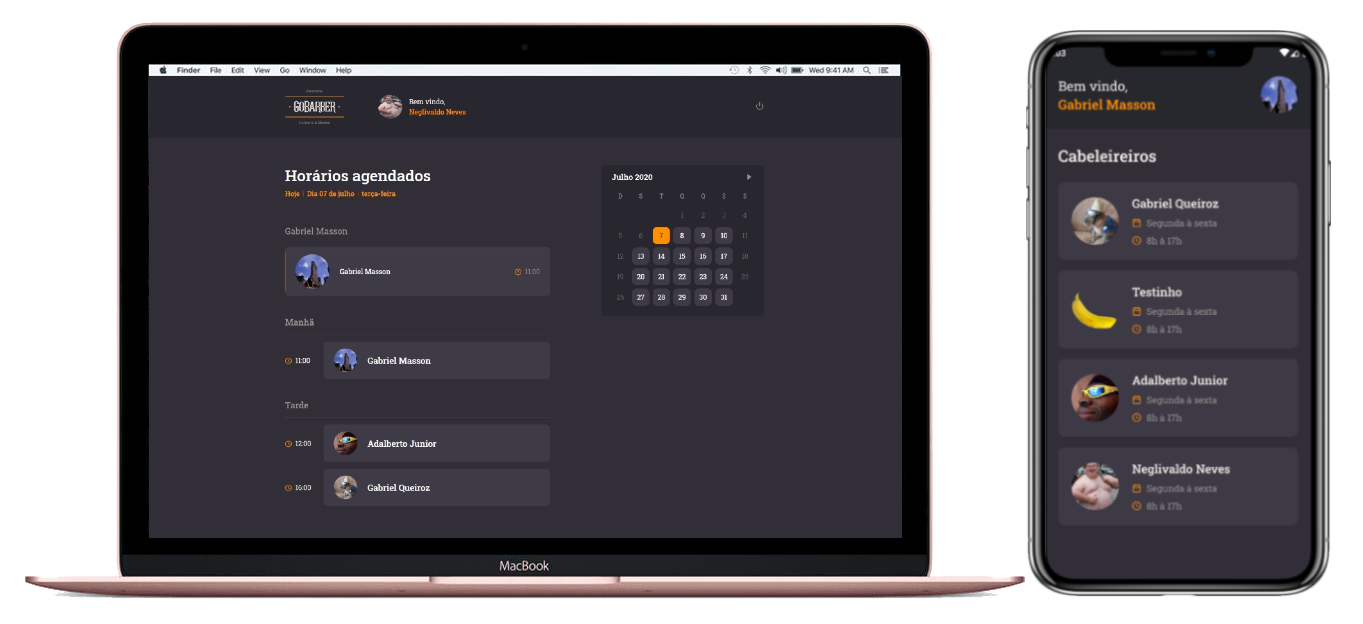 Finder File Edit View Go Window Help
Wed 9:41 AM
GOBARBER
Bem vindo,
Neglivaldo Neves
Horários agendados
Hoje | Dia 07 de julho | terça-feira
Gabriel Masson
Gabriel Masson
11:00
Manhã
11:00
Gabriel Masson
Tarde
12:00
Adalberto Junior
16:00
Gabriel Queiroz
Julho 2020
D S T Q Q S S
1 2 3 4
5 6 7 8 9 10 11
12 13 14 15 16 17 18
19 20 21 22 23 24 25
26 27 28 29 30 31
MacBook
Bem vindo,
Gabriel Masson
Cabeleireiros
Gabriel Queiroz
Segunda à sexta
8h à 17h
Testinho
Segunda à sexta
8h à 17h
Adalberto Junior
Segunda à sexta
8h à 17h
Neglivaldo Neves
Segunda à sexta
8h à 17h